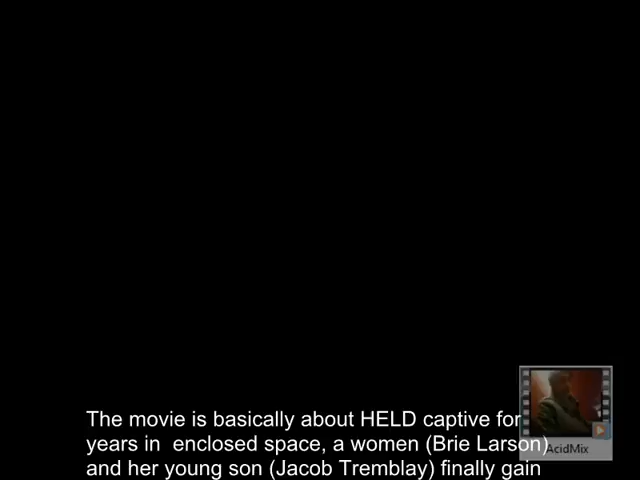 The movie is basically about HELD captive for
years in  enclosed space, a women (Brie Larson)
and her young son (Jacob Tremblay) finally gain
AcidMix